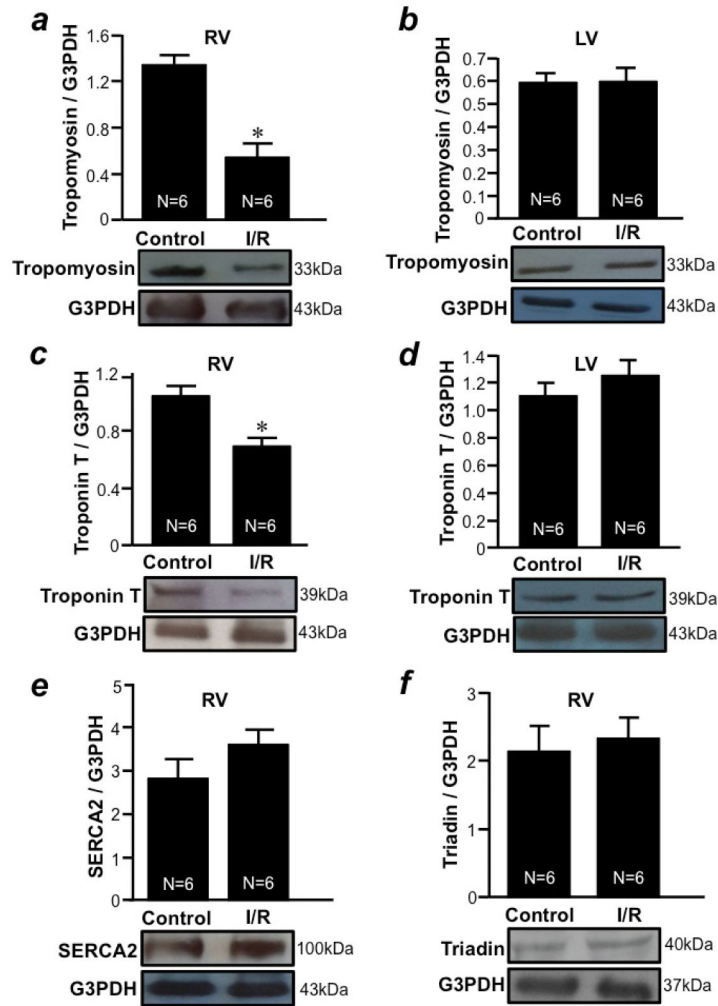 a
RV
Tropomyosin / G3PDH
1.6
1.2
0.8
0.4
0
*
N=6
N=6
Control I/R
Tropomyosin 33kDa
G3PDH 43kDa
b
LV
Tropomyosin / G3PDH
0.7
0.6
0.5
0.4
0.3
0.2
0.1
0
N=6
N=6
Control I/R
Tropomyosin 33kDa
G3PDH 43kDa
c
RV
Troponin T / G3PDH
1.2
0.8
0.4
0
*
N=6
N=6
Control I/R
Troponin T 39kDa
G3PDH 43kDa
d
LV
Troponin T / G3PDH
1.4
1.2
1.0
0.8
0.6
0.4
0.2
0
N=6
N=6
Control I/R
Troponin T 39kDa
G3PDH 43kDa
e
RV
SERCA2 / G3PDH
5
4
3
2
1
0
N=6
N=6
Control I/R
SERCA2 100kDa
G3PDH 43kDa
f
RV
Triadin / G3PDH
3
2
1
0
N=6
N=6
Control I/R
Triadin 40kDa
G3PDH 37kDa